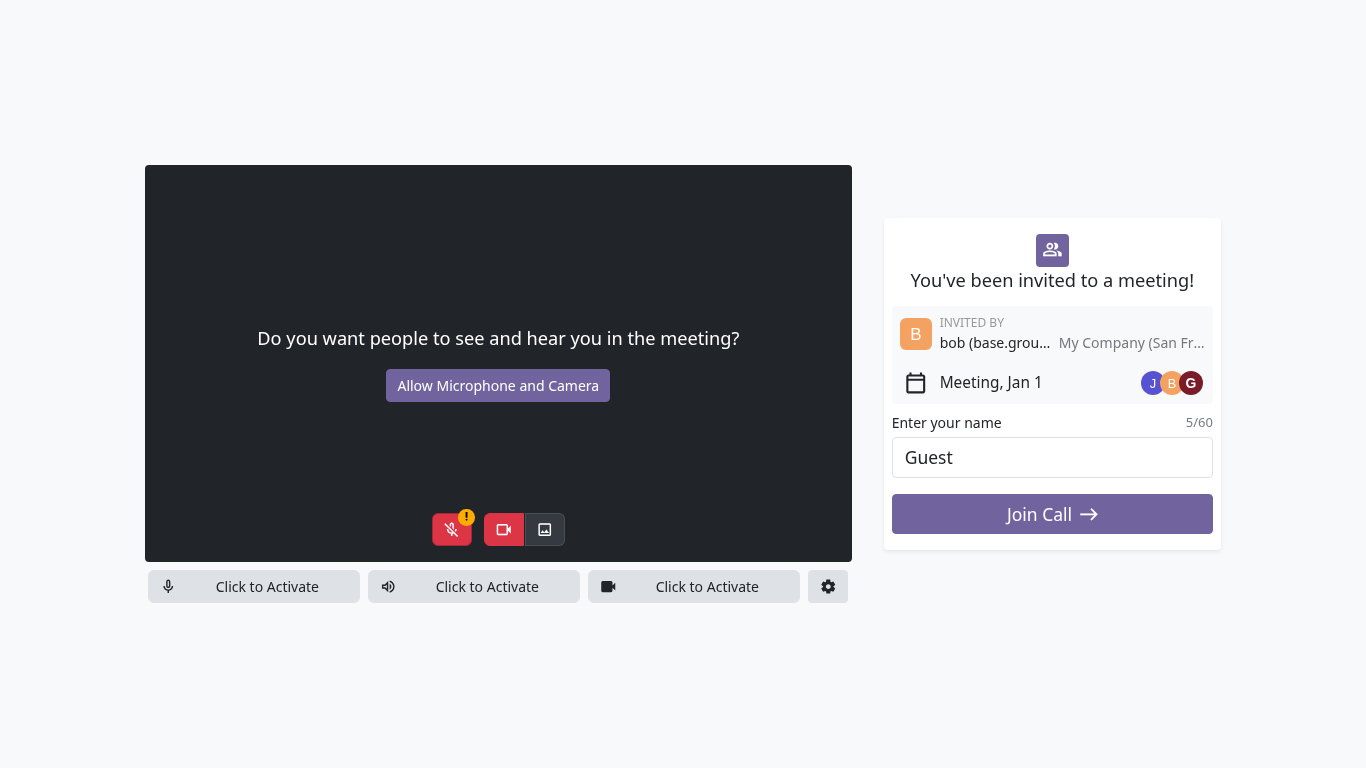 Do you want people to see and hear you in the meeting?
Allow Microphone and Camera
!
Click to Activate
Click to Activate
Click to Activate
You've been invited to a meeting!
B
INVITED BY
bob (base.grou... My Company (San Fr...
Meeting, Jan 1
J B G
Enter your name 5/60
Guest
Join Call